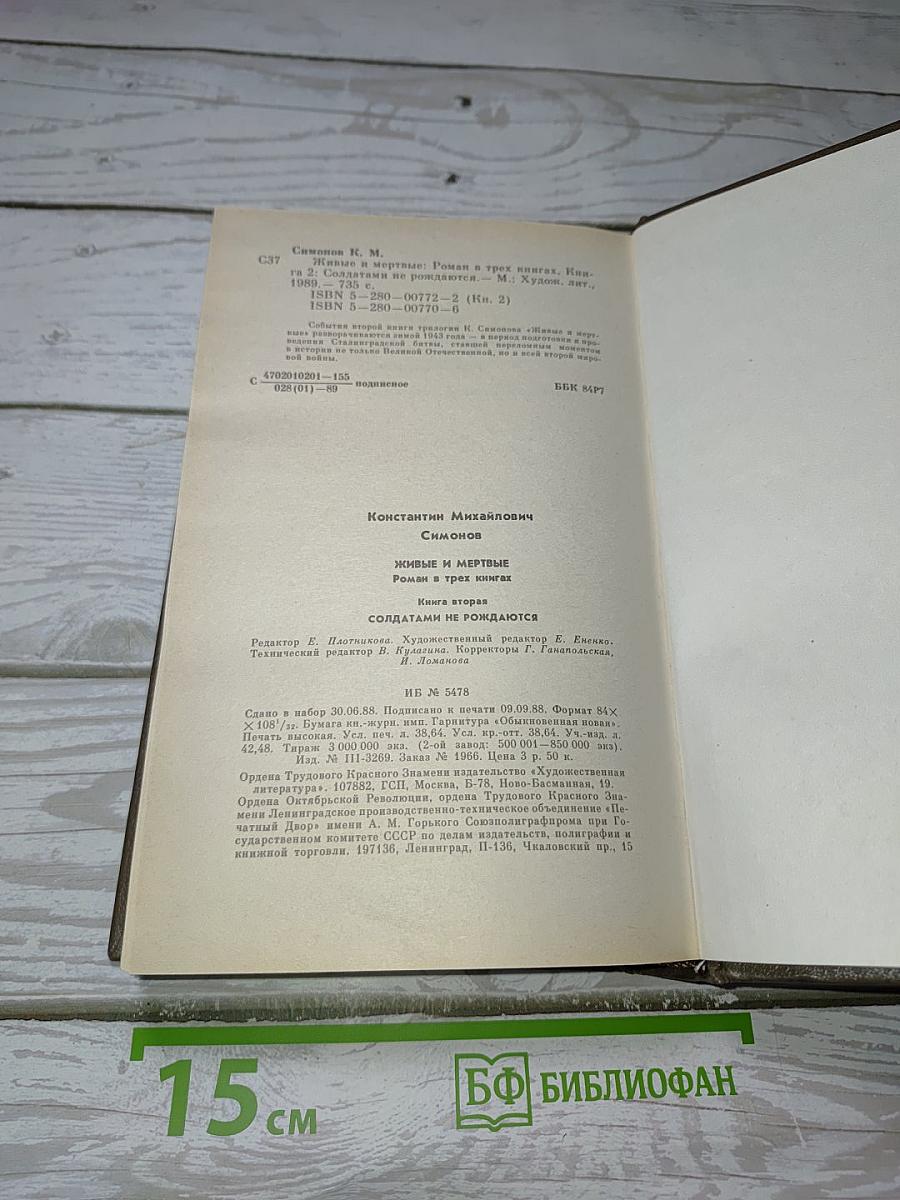 Симонов К. М.
С37 Живые и мертвые: Роман в трех книгах. Кни-
га 2: Солдатами не рождаются.— М.: Худож. лит.,
1989.— 735 с.
ISBN 5—280—00772—2 (Кн. 2)
ISBN 5—280—00770—6
События второй книги трилогии К. Симонова «Живые и мерт-
вые» разворачиваются зимой 1943 года — в период подготовки и про-
ведения Сталинградской битвы, ставшей переломным моментом
в истории не только Великой Отечественной, но и всей второй миро-
вой войны.
С 4702010201—155
028(01)—89 подписное ББК 84Р7
Константин Михайлович
Симонов
ЖИВЫЕ И МЕРТВЫЕ
Роман в трех книгах
Книга вторая
СОЛДАТАМИ НЕ РОЖДАЮТСЯ
Редактор Е. Плотникова. Художественный редактор Е. Ененко.
Технический редактор В. Кулагина. Корректоры Г. Ганапольская,
И. Ломанова
ИБ № 5478
Сдано в набор 30.06.88. Подписано к печати 09.09.88. Формат 84×
×108¹/₃₂. Бумага кн.-журн. имп. Гарнитура «Обыкновенная новая».
Печать высокая. Усл. печ. л. 38,64. Усл. кр.-отт. 38,64. Уч.-изд. л.
42,48. Тираж 3 000 000 экз. (2-ой завод: 500 001—850 000 экз).
Изд. № III-3269. Заказ № 1966. Цена 3 р. 50 к.
Ордена Трудового Красного Знамени издательство «Художественная
литература». 107882, ГСП, Москва, Б-78, Ново-Басманная, 19.
Ордена Октябрьской Революции, ордена Трудового Красного Зна-
мени Ленинградское производственно-техническое объединение «Пе-
чатный Двор» имени А. М. Горького Союзполиграфпрома при Го-
сударственном комитете СССР по делам издательств, полиграфии и
книжной торговли. 197136, Ленинград, П-136, Чкаловский пр., 15
15 см
БФ БИБЛИОФАН